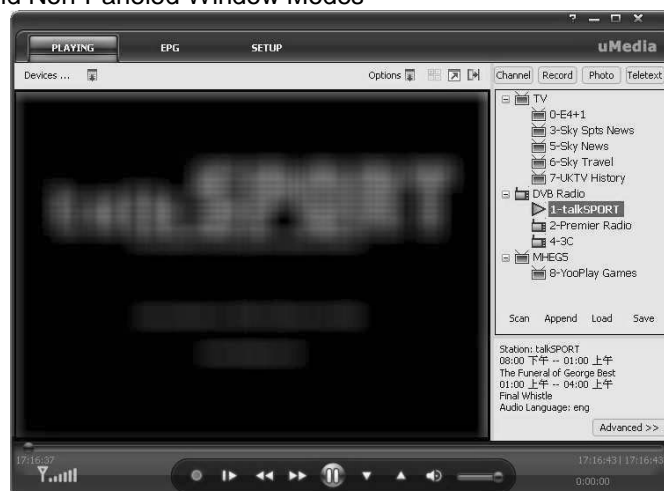 nd Non-Paneled Window Modes
PLAYING EPG SETUP uMedia
Devices ... Options
Channel Record Photo Teletext
TV
0-E4+1
3-Sky Spts News
5-Sky News
6-Sky Travel
7-UKTV History
DVB Radio
1-talkSPORT
2-Premier Radio
4-3C
MHEG5
8-YooPlay Games
Scan Append Load Save
talkSPORT
Station: talkSPORT
08:00 下午 -- 01:00 上午
The Funeral of George Best
01:00 上午 -- 04:00 上午
Final Whistle
Audio Language: eng
Advanced >>
17:16:37
17:16:43 | 17:16:43
0:00:00